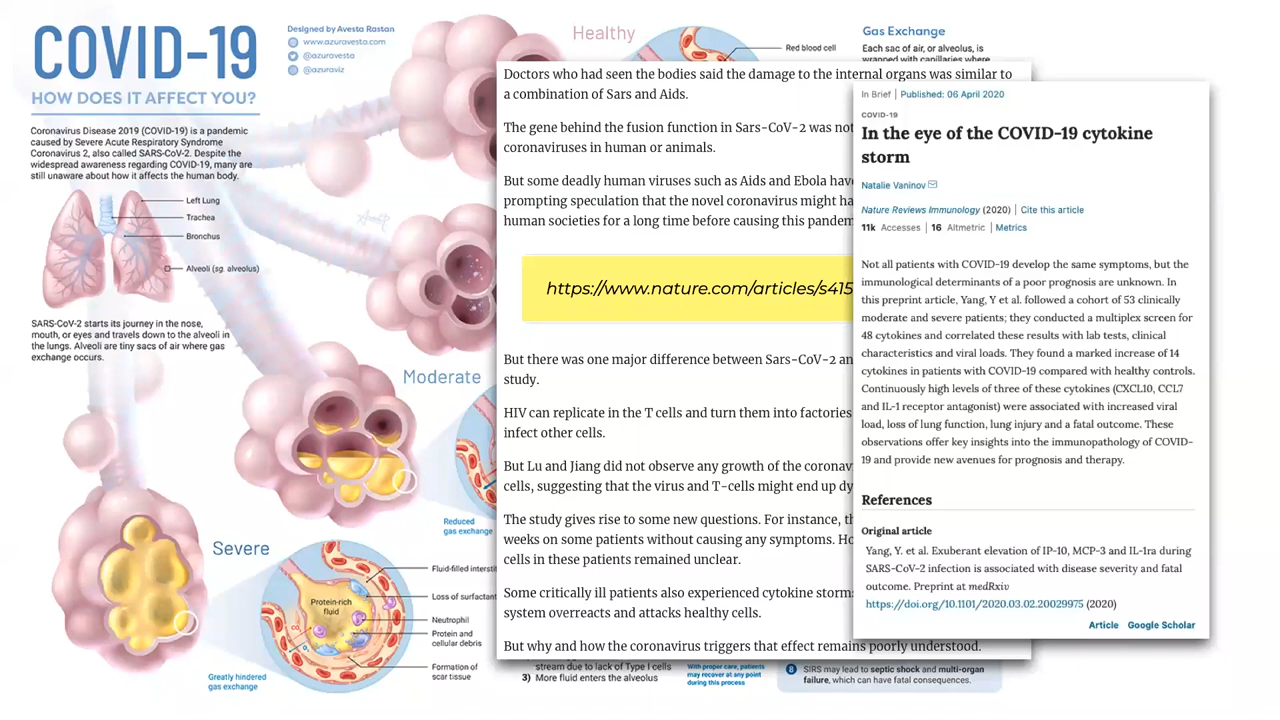 COVID-19
HOW DOES IT AFFECT YOU?
Coronavirus Disease 2019 (COVID-19) is a pandemic
caused by Severe Acute Respiratory Syndrome
Coronavirus 2, also called SARS-CoV-2. Despite the
widespread awareness regarding COVID-19, many are
still unaware about how it affects the human body.
Left Lung
Trachea
Bronchus
Alveoli (sg. alveolus)
SARS-CoV-2 starts its journey in the nose,
mouth, or eyes and travels down to the alveoli in
the lungs. Alveoli are tiny sacs of air where gas
exchange occurs.
Designed by Avesta Rastan
www.azuravesta.com
@azuravesta
@azuraviz
Healthy
Red blood cell
Gas Exchange
Each sac of air, or alveolus, is
wrapped with capillaries where
Moderate
Reduced
gas exchange
Severe
Greatly hindered
gas exchange
Protein-rich
fluid
CO₂
O₂
Fluid-filled interstit
Loss of surfactant
Neutrophil
Protein and
cellular debris
Formation of
scar tissue
Doctors who had seen the bodies said the damage to the internal organs was similar to
a combination of Sars and Aids.
The gene behind the fusion function in Sars-CoV-2 was not
coronaviruses in human or animals.
But some deadly human viruses such as Aids and Ebola have
prompting speculation that the novel coronavirus might ha
human societies for a long time before causing this pandem
https://www.nature.com/articles/s415
But there was one major difference between Sars-CoV-2 an
study.
HIV can replicate in the T cells and turn them into factories
infect other cells.
But Lu and Jiang did not observe any growth of the coronav
cells, suggesting that the virus and T-cells might end up dy
The study gives rise to some new questions. For instance, th
weeks on some patients without causing any symptoms. Ho
cells in these patients remained unclear.
Some critically ill patients also experienced cytokine storms
system overreacts and attacks healthy cells.
But why and how the coronavirus triggers that effect remains poorly understood.
stream due to lack of Type I cells
3) More fluid enters the alveolus
With proper care, patients
may recover at any point
during this process
8 SIRS may lead to septic shock and multi-organ
failure, which can have fatal consequences.
In Brief | Published: 06 April 2020
COVID-19
In the eye of the COVID-19 cytokine
storm
Natalie Vaninov
Nature Reviews Immunology (2020) | Cite this article
11k Accesses | 16 Altmetric | Metrics
Not all patients with COVID-19 develop the same symptoms, but the
immunological determinants of a poor prognosis are unknown. In
this preprint article, Yang, Y et al. followed a cohort of 53 clinically
moderate and severe patients; they conducted a multiplex screen for
48 cytokines and correlated these results with lab tests, clinical
characteristics and viral loads. They found a marked increase of 14
cytokines in patients with COVID-19 compared with healthy controls.
Continuously high levels of three of these cytokines (CXCL10, CCL7
and IL-1 receptor antagonist) were associated with increased viral
load, loss of lung function, lung injury and a fatal outcome. These
observations offer key insights into the immunopathology of COVID-
19 and provide new avenues for prognosis and therapy.
References
Original article
Yang, Y. et al. Exuberant elevation of IP-10, MCP-3 and IL-1ra during
SARS-CoV-2 infection is associated with disease severity and fatal
outcome. Preprint at medRxiv
https://doi.org/10.1101/2020.03.02.20029975 (2020)
Article Google Scholar